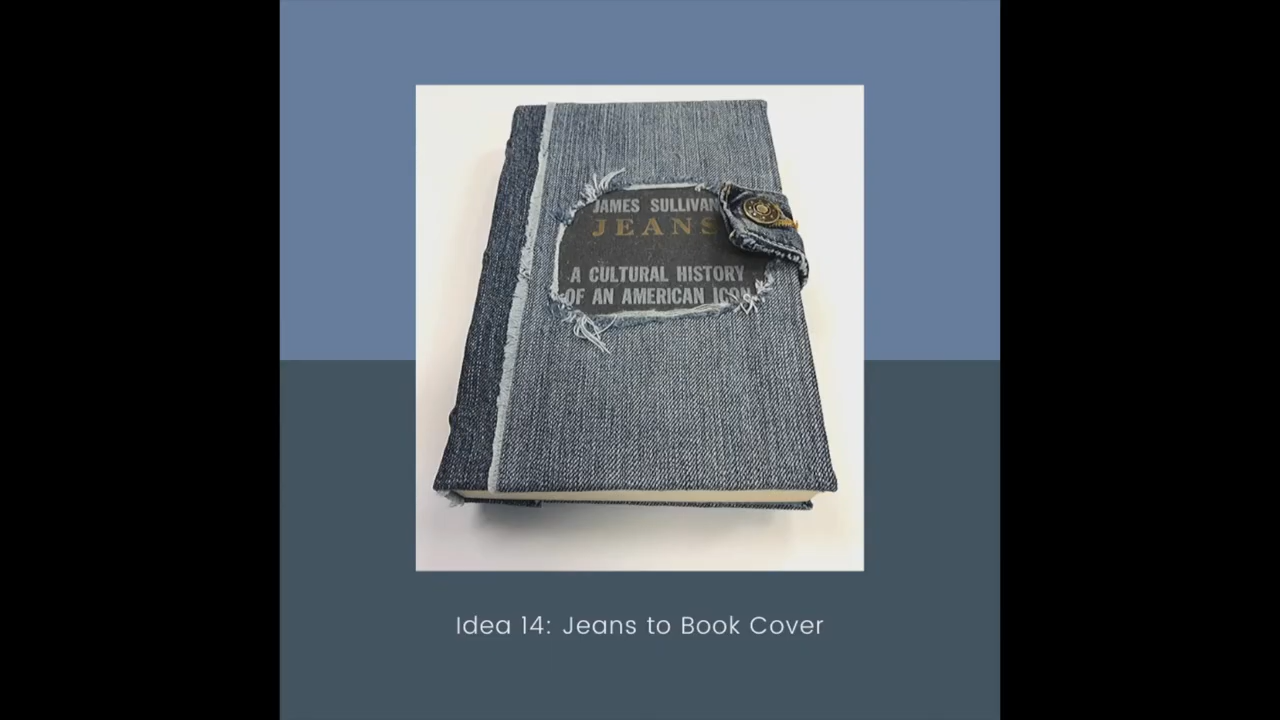 JAMES SULLIVAN
JEANS
A CULTURAL HISTORY
OF AN AMERICAN ICON
Idea 14: Jeans to Book Cover